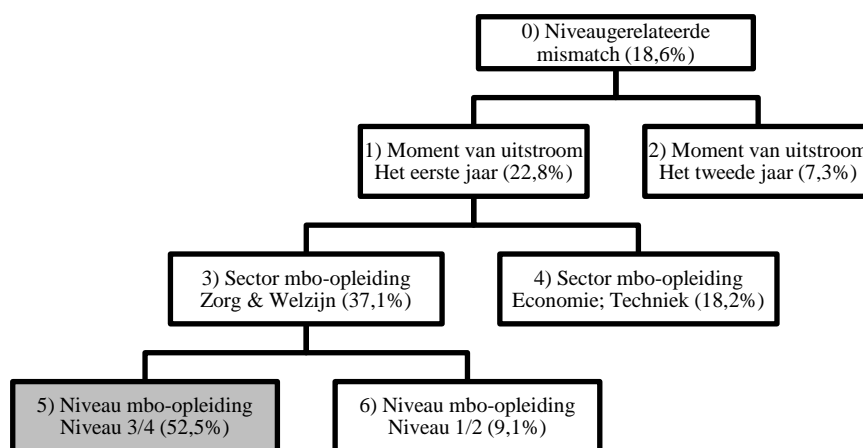 0) Niveaugerelateerde
mismatch (18,6%)
1) Moment van uitstroom
Het eerste jaar (22,8%)
2) Moment van uitstroom
Het tweede jaar (7,3%)
3) Sector mbo-opleiding
Zorg & Welzijn (37,1%)
4) Sector mbo-opleiding
Economie; Techniek (18,2%)
5) Niveau mbo-opleiding
Niveau 3/4 (52,5%)
6) Niveau mbo-opleiding
Niveau 1/2 (9,1%)